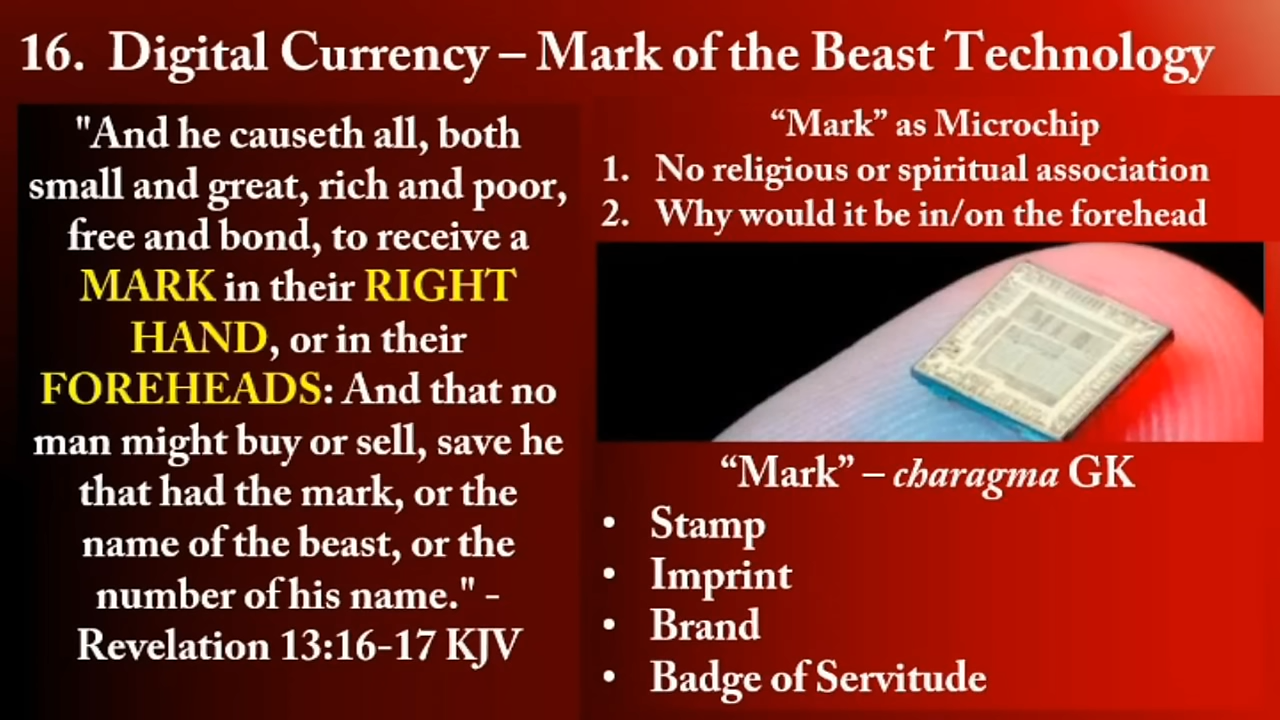 16. Digital Currency – Mark of the Beast Technology
"And he causeth all, both
small and great, rich and poor,
free and bond, to receive a
MARK in their RIGHT
HAND, or in their
FOREHEADS: And that no
man might buy or sell, save he
that had the mark, or the
name of the beast, or the
number of his name." -
Revelation 13:16-17 KJV
“Mark” as Microchip
1. No religious or spiritual association
2. Why would it be in/on the forehead
“Mark” – charagma GK
• Stamp
• Imprint
• Brand
• Badge of Servitude